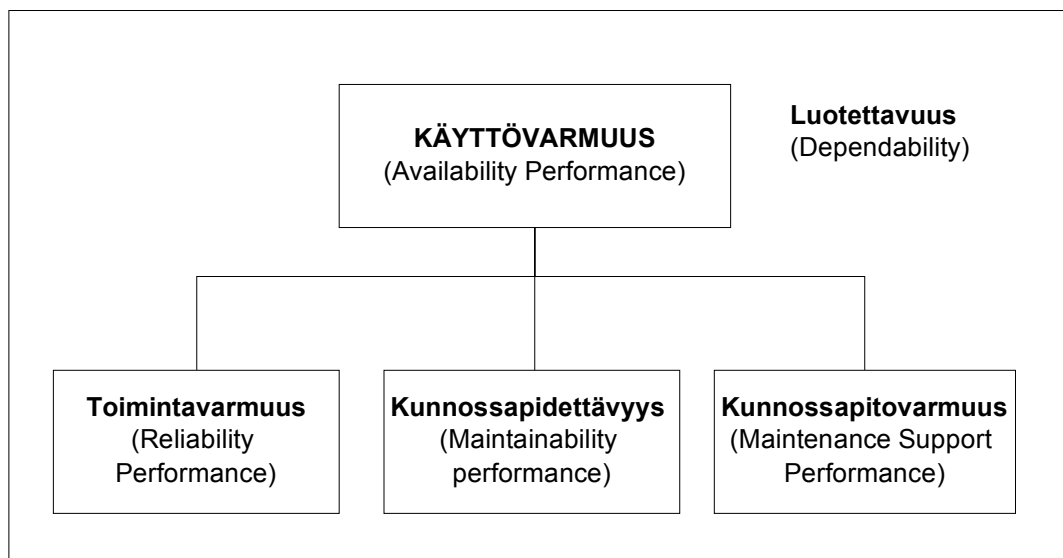 KÄYTTÖVARMUUS
(Availability Performance)
Luotettavuus
(Dependability)
Toimintavarmuus
(Reliability
Performance)
Kunnossapidettävyys
(Maintainability
performance)
Kunnossapitovarmuus
(Maintenance Support
Performance)